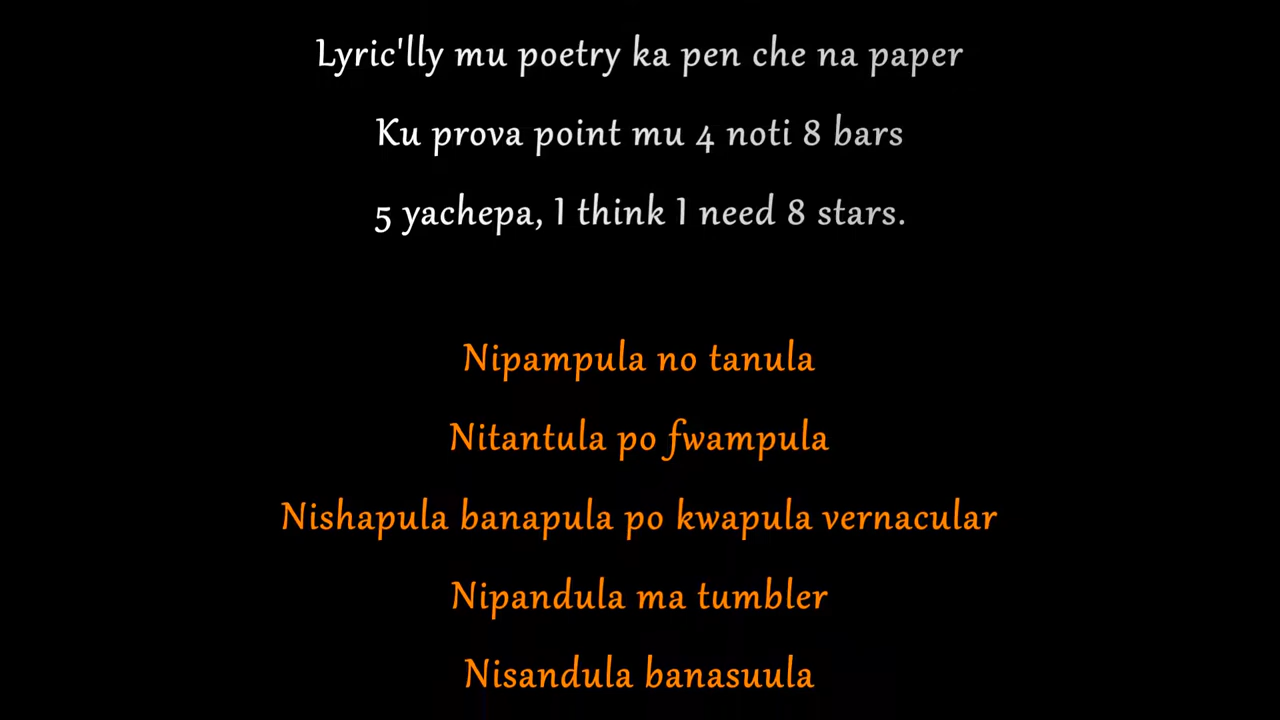 Lyric'lly mu poetry ka pen che na paper
Ku prova point mu 4 noti 8 bars
5 yachepa, I think I need 8 stars.
Nipampula no tanula
Nitantula po fwampula
Nishapula banapula po kwapula vernacular
Nipandula ma tumbler
Nisandula banasuula